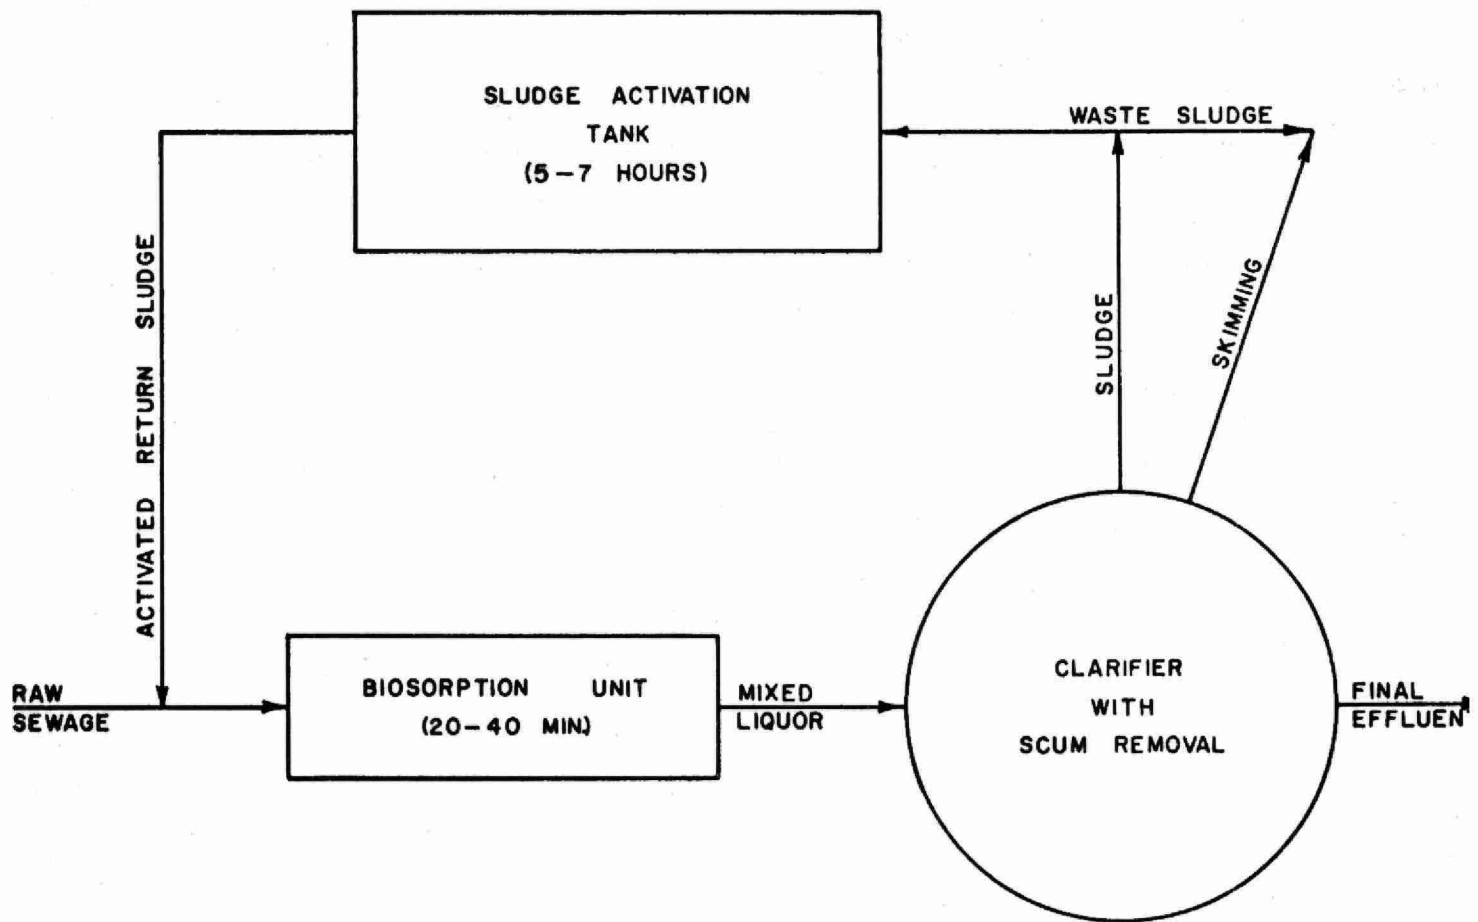 SLUDGE ACTIVATION
TANK
(5-7 HOURS)
WASTE SLUDGE
ACTIVATED RETURN SLUDGE
SLUDGE
SKIMMING
RAW
SEWAGE
BIOSORPTION UNIT
(20-40 MIN.)
MIXED
LIQUOR
CLARIFIER
WITH
SCUM REMOVAL
FINAL
EFFLUEN